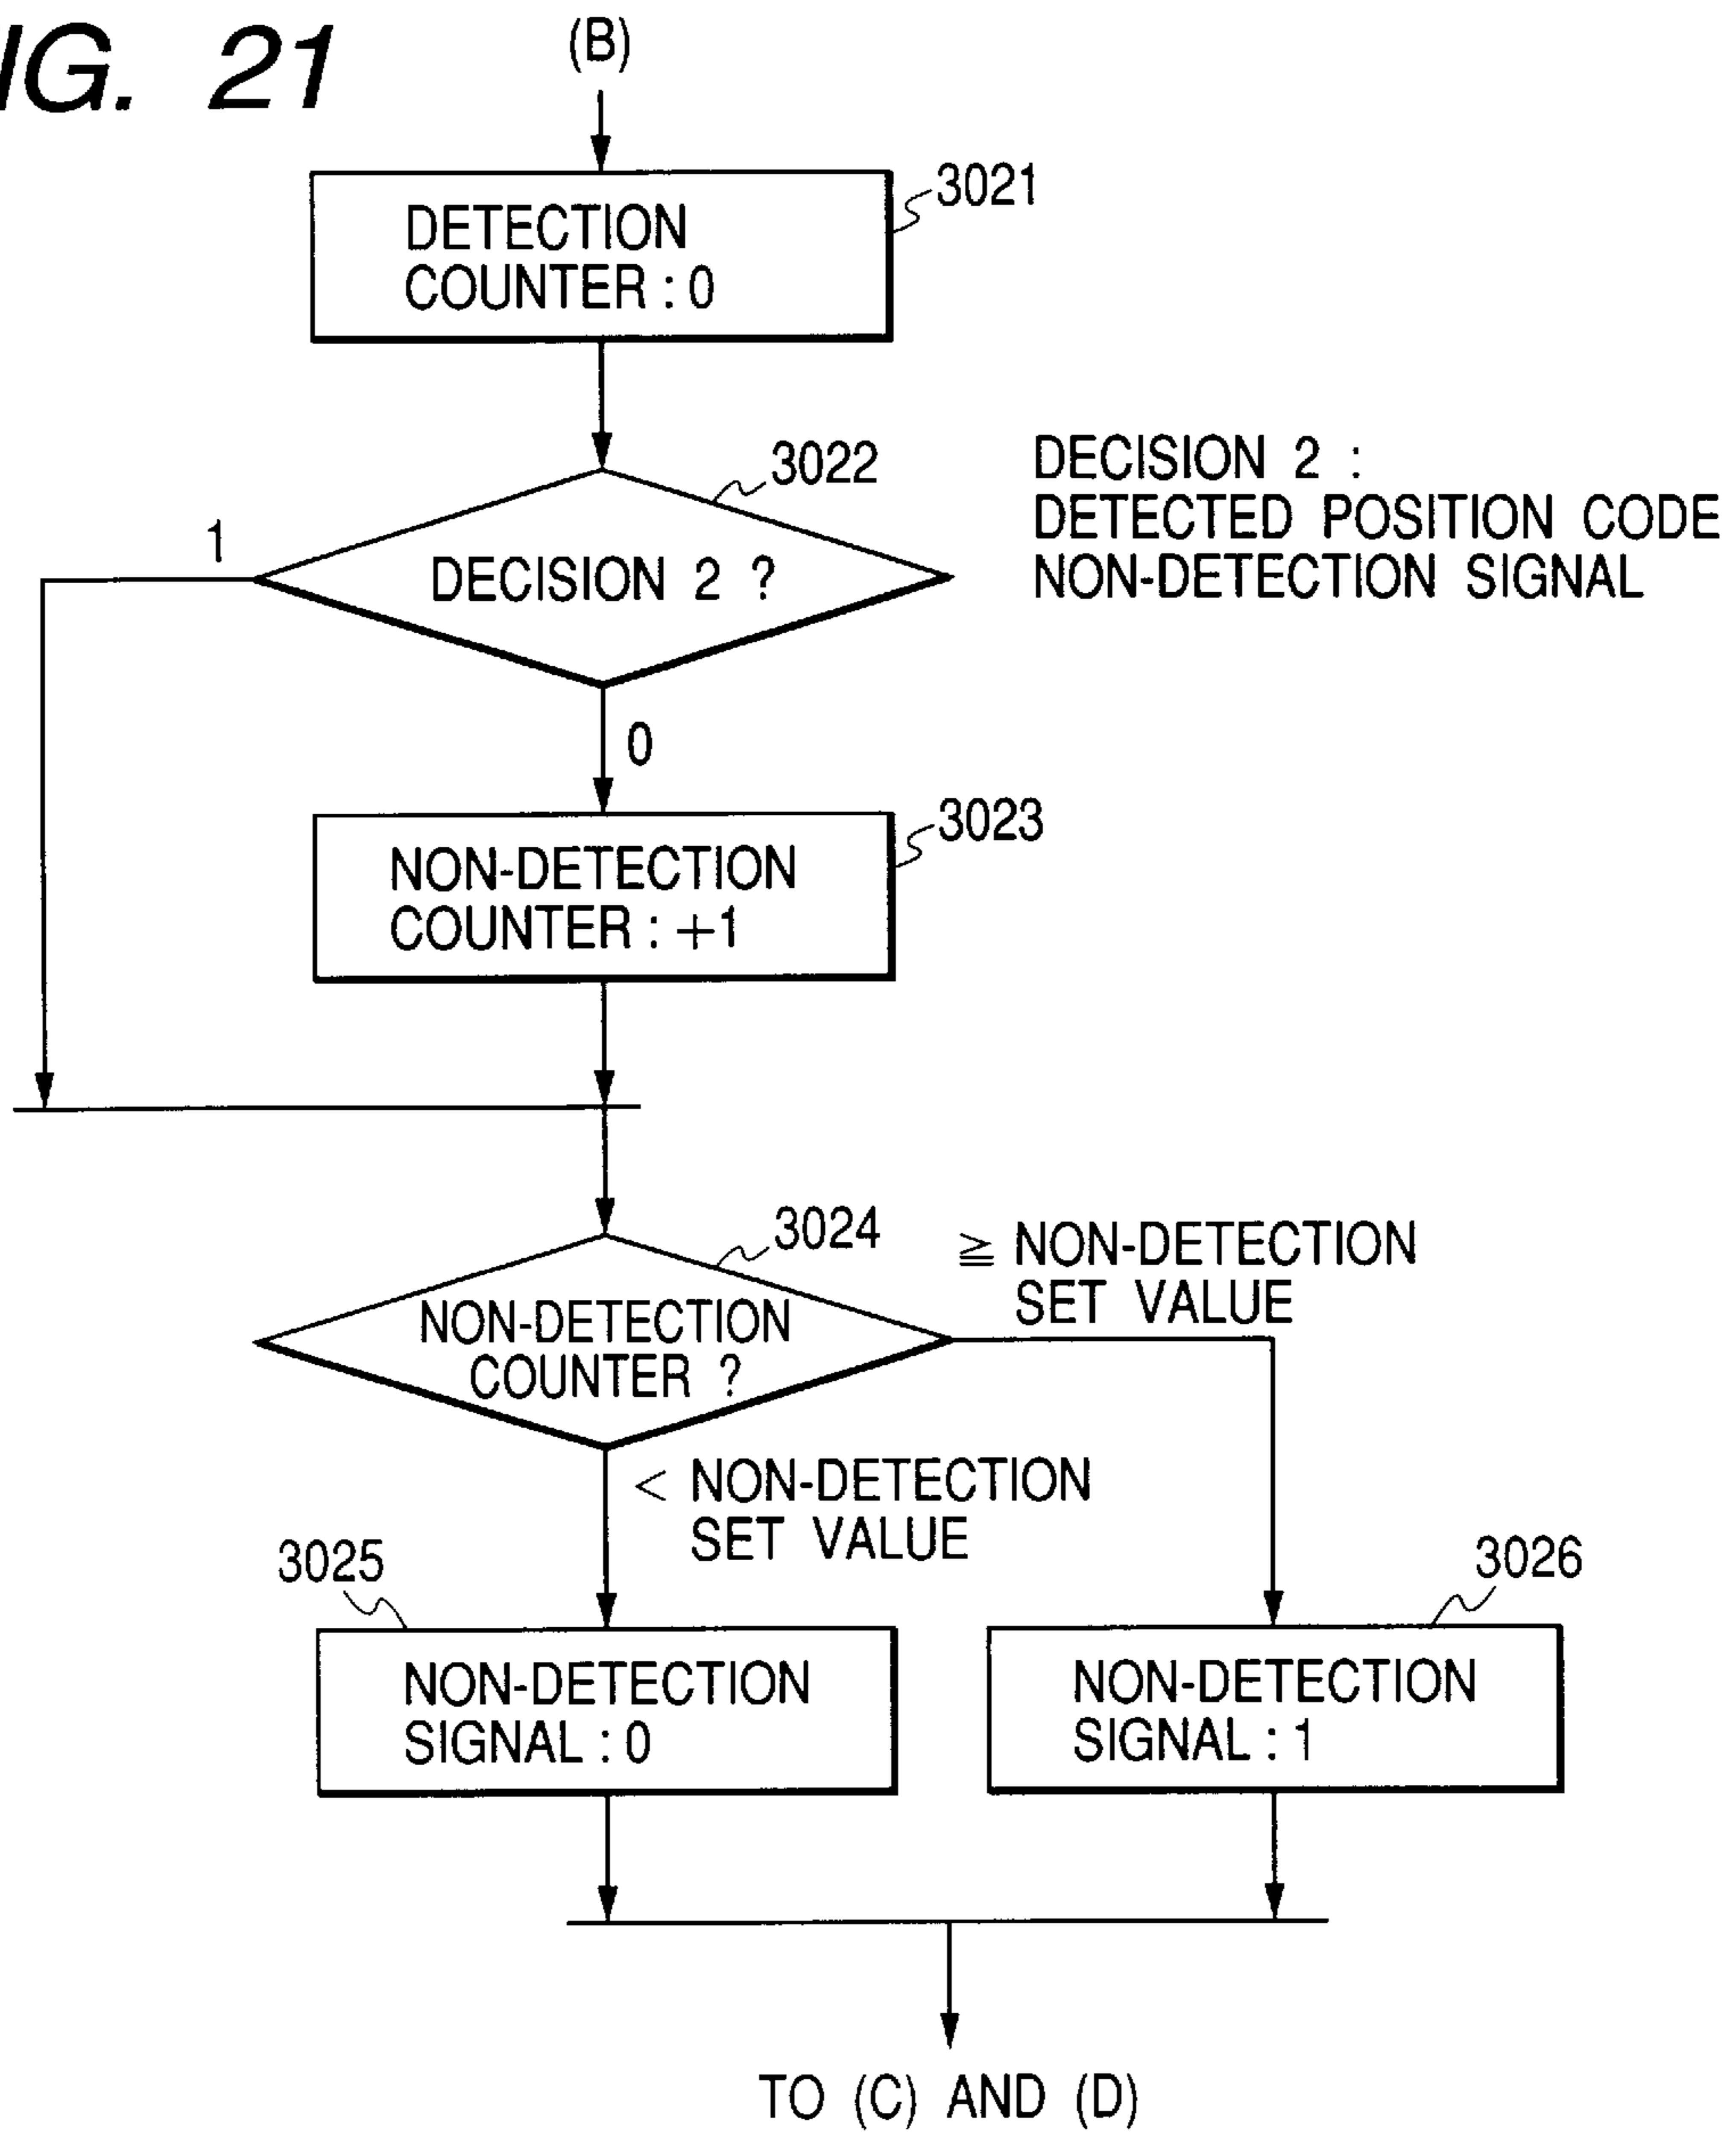 IG. 21
(B)
3021
DETECTION
COUNTER : 0
3022
DECISION 2 :
DETECTED POSITION CODE
NON-DETECTION SIGNAL
1
DECISION 2 ?
0
3023
NON-DETECTION
COUNTER : +1
3024
≧ NON-DETECTION
SET VALUE
NON-DETECTION
COUNTER ?
< NON-DETECTION
SET VALUE
3025
3026
NON-DETECTION
SIGNAL : 0
NON-DETECTION
SIGNAL : 1
TO (C) AND (D)